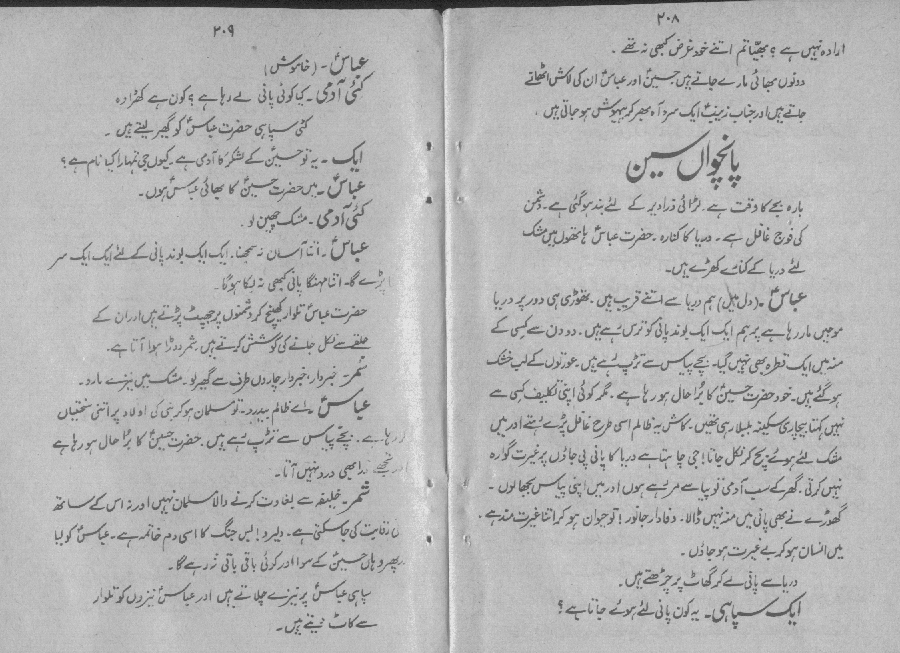 ۲۰۸
ارادہ نہیں ہے؟ بھیّا تم اتنے خود غرض کبھی نہ تھے۔
دونوں بھائی مارے جاتے ہیں حسینؑ اور عباسؑ ان کی لاش اٹھانے
جاتے ہیں اور جناب زینبؑ ایک سرد آہ بھر کر بیہوش ہو جاتی ہیں۔
پانچواں سین
بارہ بجے کا وقت ہے۔ لڑائی ذرا دیر کے لئے بند ہو گئی ہے۔ دشمن
کی فوج غافل ہے۔ دریا کا کنارہ۔ حضرت عباسؑ ہاتھوں میں مشک
لئے دریا کے کنارے کھڑے ہیں۔
عباسؑ۔ (دل میں) ہم دریا سے اتنے قریب ہیں۔ تھوڑی ہی دور پر دریا
موجیں مار رہا ہے پر ہم ایک ایک بوند پانی کو ترس رہے ہیں۔ دو دن سے کسی کے
منہ میں ایک قطرہ بھی نہیں گیا۔ بچے پیاس سے تڑپ رہے ہیں۔ عورتوں کے لب خشک
ہو گئے ہیں۔ خود حضرت حسینؑ کا بُرا حال ہو رہا ہے۔ مگر کوئی اپنی تکلیف کسی سے
نہیں کہتا بیچاری سکینہ بلبلا رہی تھیں۔ کاش یہ ظالم اسی طرح غافل پڑے رہتے اور میں
مشک لئے ہوئے بچ کر نکل جاتا! جی چاہتا ہے دریا کا پانی پی جاؤں پر غیرت گوارہ
نہیں کرتی۔ گھر کے سب آدمی تو پیاسے مر رہے ہوں اور میں اپنی پیاس بجھاؤں۔
گھوڑے نے بھی پانی میں منہ نہیں ڈالا۔ وفادار جانور! تو حیوان ہو کر اتنا غیرت مند ہے۔
میں انسان ہو کر بے غیرت ہو جاؤں۔
دریا سے پانی لے کر گھاٹ پر چڑھتے ہیں۔
ایک سپاہی۔ یہ کون پانی لئے ہوئے جاتا ہے؟
۲۰۹
عباسؑ۔ (خاموش)
کئی آدمی۔ کیا کوئی پانی لے رہا ہے؟ کون ہے کھڑا رہ
کئی سپاہی حضرت عباسؑ کو گھیر لیتے ہیں۔
ایک۔ یہ تو حسینؑ کے لشکر کا آدمی ہے۔ کیوں جی تمہارا کیا نام ہے؟
عباسؑ۔ میں حضرت حسینؑ کا بھائی عباسؑ ہوں۔
کئی آدمی۔ مشک چھین لو۔
عباسؑ۔ اتنا آسان نہ سمجھنا۔ ایک ایک بوند پانی کے لئے ایک ایک سر
پڑے گا۔ اتنا مہنگا پانی کبھی نہ بکا ہوگا۔
حضرت عباسؑ تلوار کھینچ کر دشمنوں پر جھپٹ پڑتے ہیں اور ان کے
حلقے سے نکل جانے کی کوشش کرتے ہیں۔ شمر دوڑا ہوا آتا ہے۔
شمر۔ خبردار، خبردار چاروں طرف سے گھیر لو۔ مشک میں نیزے مارو۔
عباسؑ۔ اے ظالم بیدرد۔ تو مسلمان ہو کر نبی کی اولاد پر اتنی سختیاں
رہا ہے۔ بچے پیاس سے تڑپ رہے ہیں۔ حضرت حسینؑ کا بُرا حال ہو رہا ہے
اور تجھے ذرا بھی درد نہیں آتا۔
شمر۔ خلیفہ سے بغاوت کرنے والا مسلمان نہیں اور نہ اس کے ساتھ
رعایت کی جا سکتی ہے۔ دلیرو! بس جنگ کا اسی دم خاتمہ ہے۔ عباسؑ کو لیا
پھر وہاں حسینؑ کے سوا اور کوئی باقی باقی نہ رہے گا۔
سپاہی عباسؑ پر نیزے چلاتے ہیں اور عباسؑ نیزوں کو تلوار
سے کاٹ دیتے ہیں۔